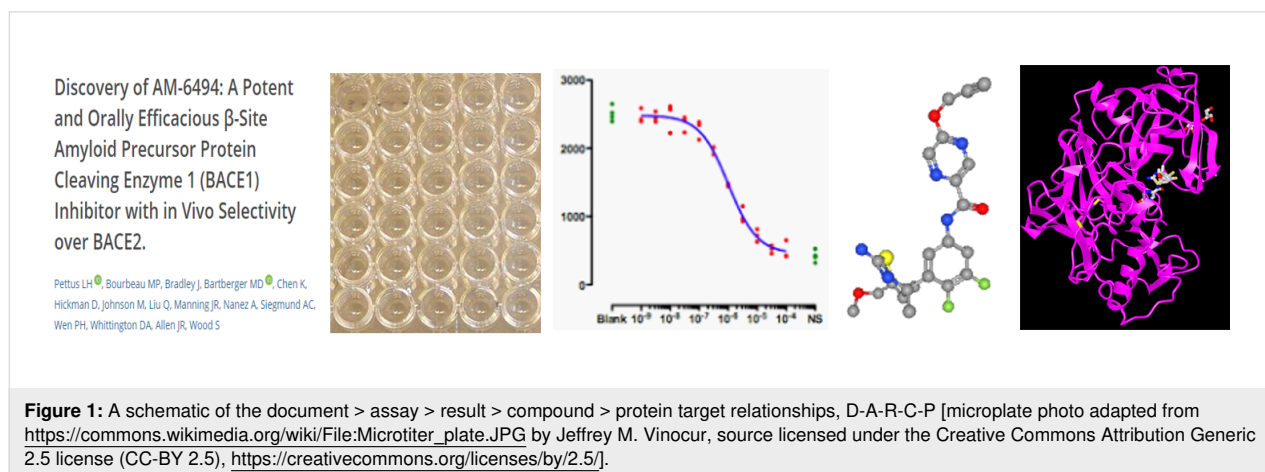 Discovery of AM-6494: A Potent
and Orally Efficacious β-Site
Amyloid Precursor Protein
Cleaving Enzyme 1 (BACE1)
Inhibitor with in Vivo Selectivity
over BACE2.
Pettus LH, Bourbeau MP, Bradley J, Bartberger MD, Chen K,
Hickman D, Johnson M, Liu Q, Manning JR, Nanez A, Siegmund AC,
Wen PH, Whittington DA, Allen JR, Wood S
3000
2000
1000
0
Blank 10⁻⁹ 10⁻⁸ 10⁻⁷ 10⁻⁶ 10⁻⁵ 10⁻⁴ NS
Figure 1: A schematic of the document > assay > result > compound > protein target relationships, D-A-R-C-P [microplate photo adapted from
https://commons.wikimedia.org/wiki/File:Microtiter_plate.JPG by Jeffrey M. Vinocur, source licensed under the Creative Commons Attribution Generic
2.5 license (CC-BY 2.5), https://creativecommons.org/licenses/by/2.5/].